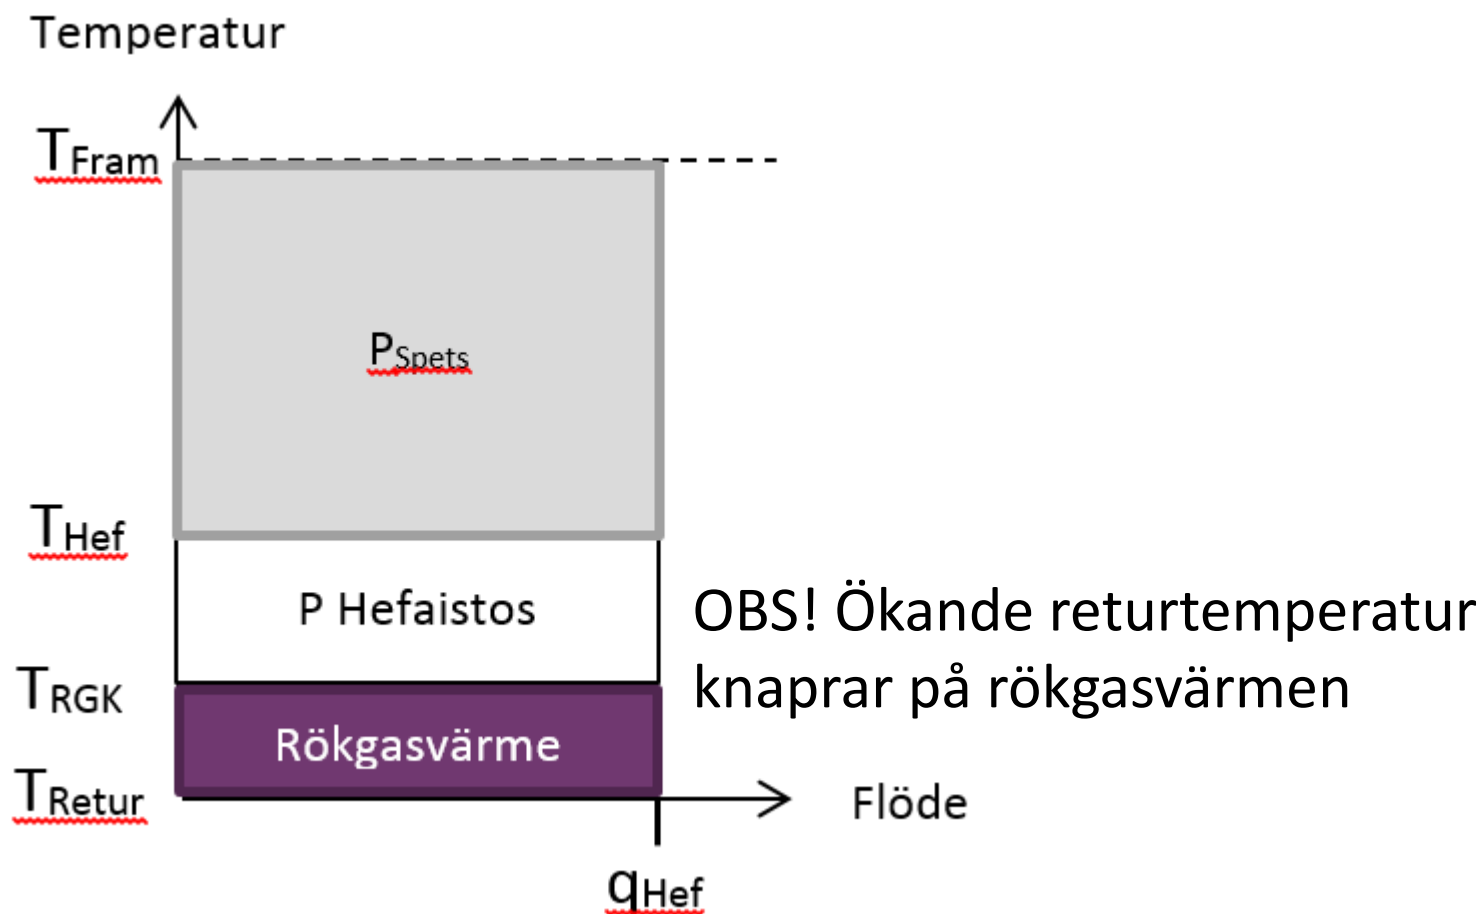 Temperatur
TFram
PSpets
THef
P Hefaistos
OBS! Ökande returtemperatur
knaprar på rökgasvärmen
TRGK
Rökgasvärme
TRetur
Flöde
qHef